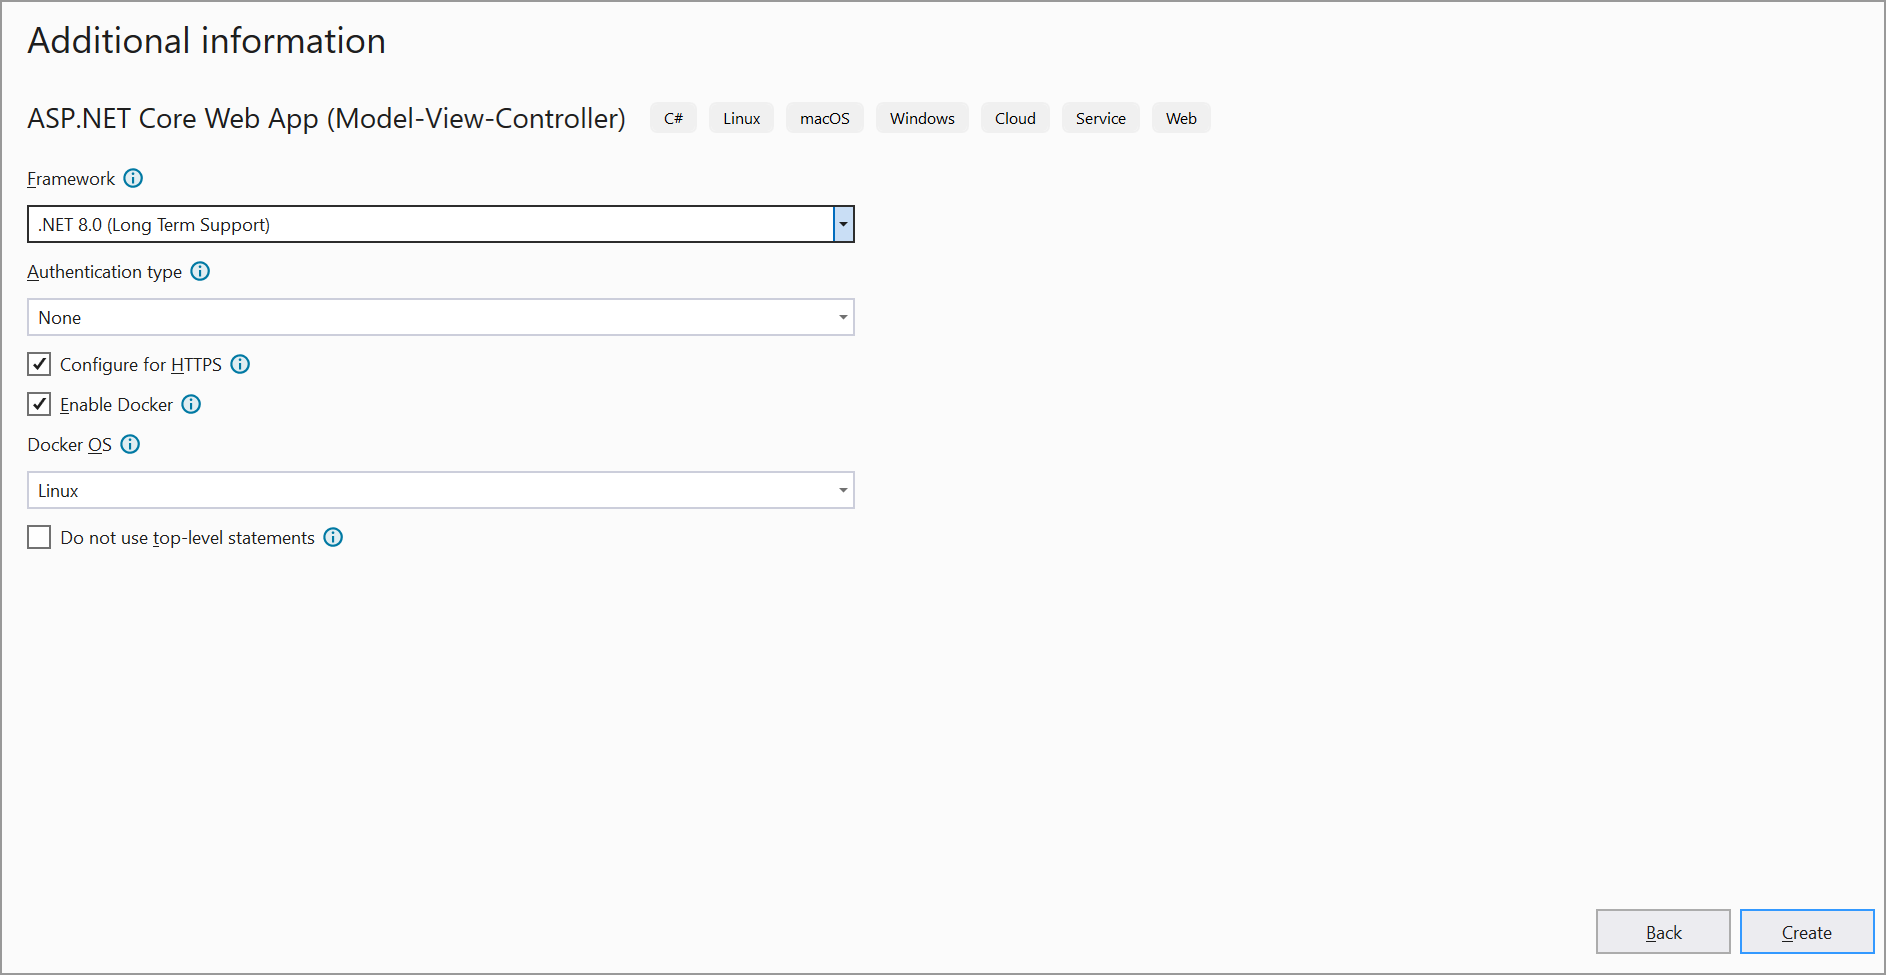 Additional information
ASP.NET Core Web App (Model-View-Controller) C# Linux macOS Windows Cloud Service Web
Framework
.NET 8.0 (Long Term Support)
Authentication type
None
Configure for HTTPS
Enable Docker
Docker OS
Linux
Do not use top-level statements
Back Create